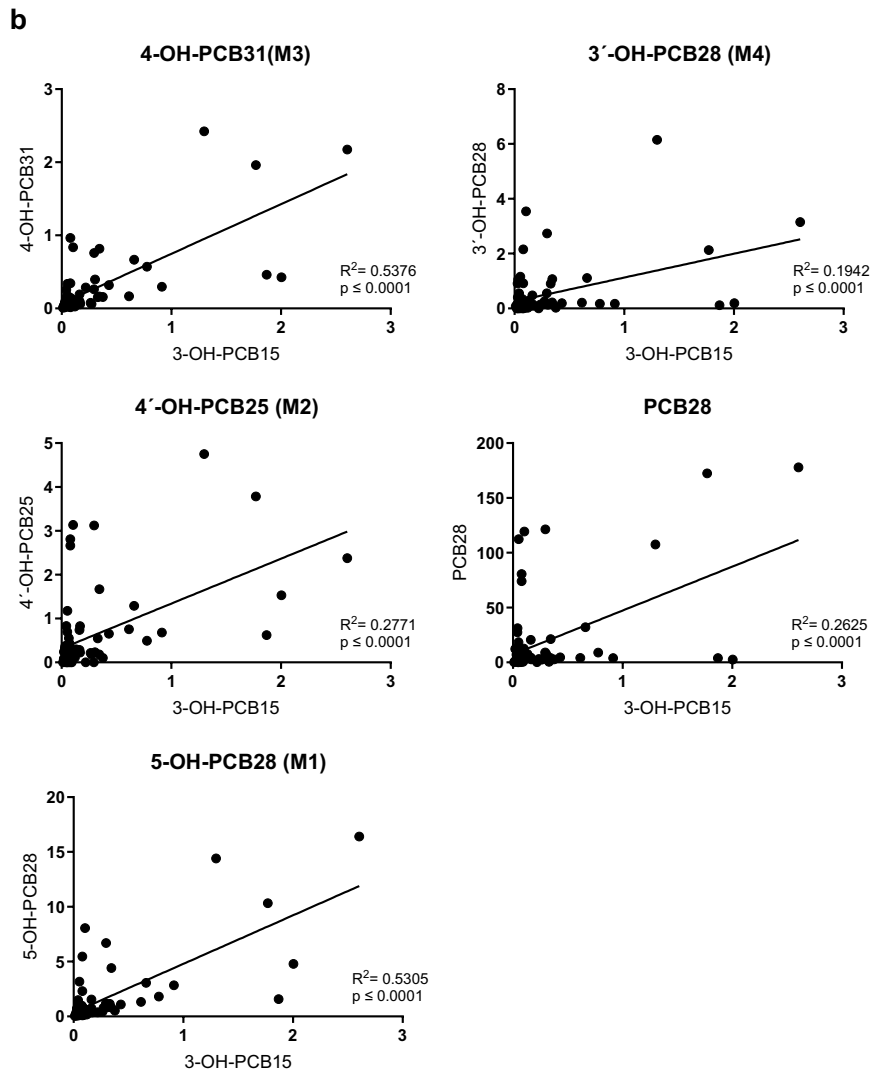 b
4-OH-PCB31(M3)
3
2
1
0
0 1 2 3
4-OH-PCB31
3-OH-PCB15
R²= 0.5376
p ≤ 0.0001
3´-OH-PCB28 (M4)
8
6
4
2
0
0 1 2 3
3´-OH-PCB28
3-OH-PCB15
R²= 0.1942
p ≤ 0.0001
4´-OH-PCB25 (M2)
5
4
3
2
1
0
0 1 2 3
4´-OH-PCB25
3-OH-PCB15
R²= 0.2771
p ≤ 0.0001
PCB28
200
150
100
50
0
0 1 2 3
PCB28
3-OH-PCB15
R²= 0.2625
p ≤ 0.0001
5-OH-PCB28 (M1)
20
15
10
5
0
0 1 2 3
5-OH-PCB28
3-OH-PCB15
R²= 0.5305
p ≤ 0.0001